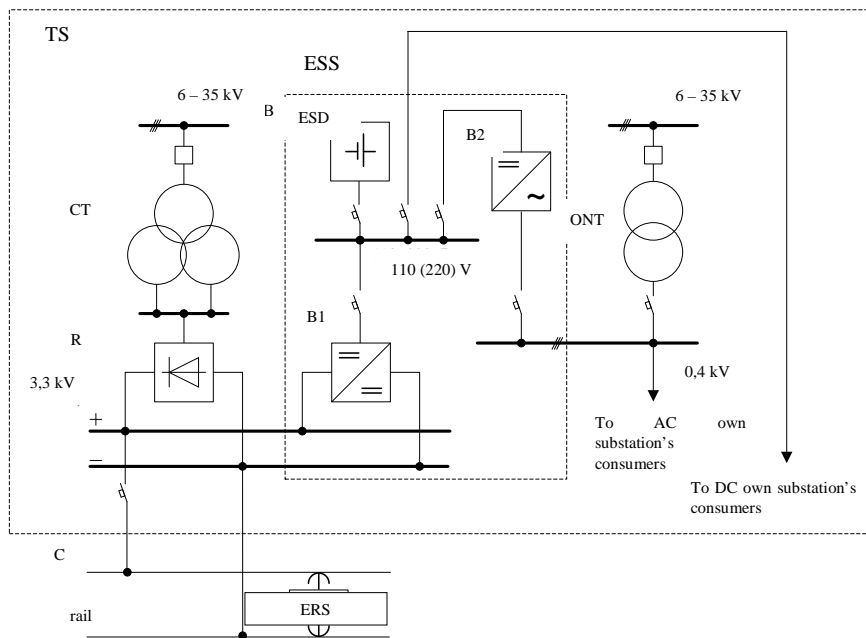 TS
ESS
6 – 35 kV
B
ESD
B2
6 – 35 kV
CT
ONT
110 (220) V
B1
R
3,3 kV
0,4 kV
+
−
To AC own
substation's
consumers
To DC own substation's
consumers
C
rail
ERS